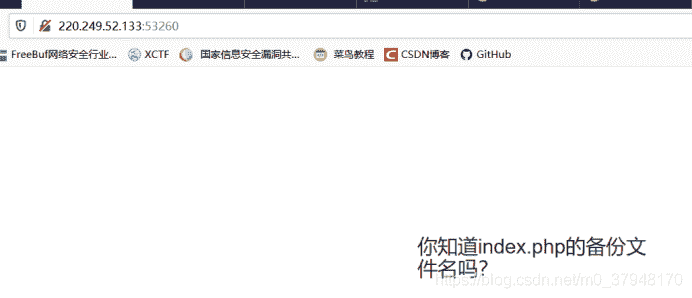 220.249.52.133:53260
FreeBuf网络安全行业... XCTF 国家信息安全漏洞共... 菜鸟教程 CSDN博客 GitHub
你知道index.php的备份文
件名吗?
https://blog.csdn.net/m0_37948170